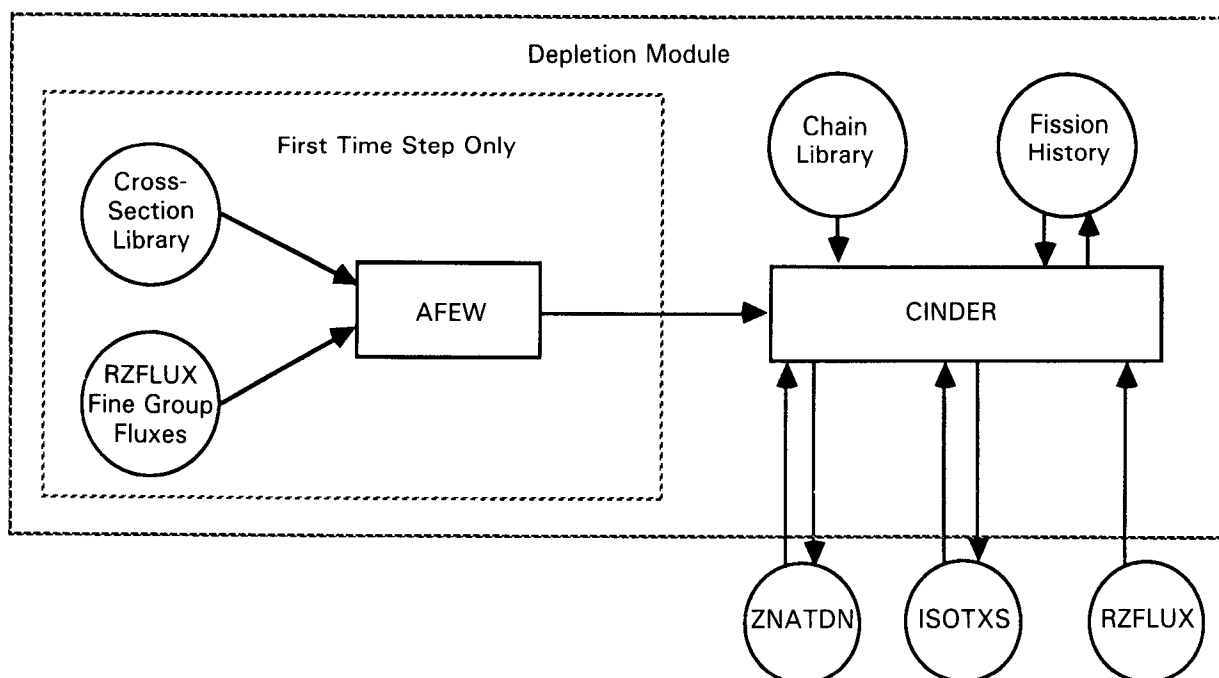 Depletion Module
First Time Step Only
Cross-
Section
Library
RZFLUX
Fine Group
Fluxes
AFEW
Chain
Library
Fission
History
CINDER
ZNATDN
ISOTXS
RZFLUX